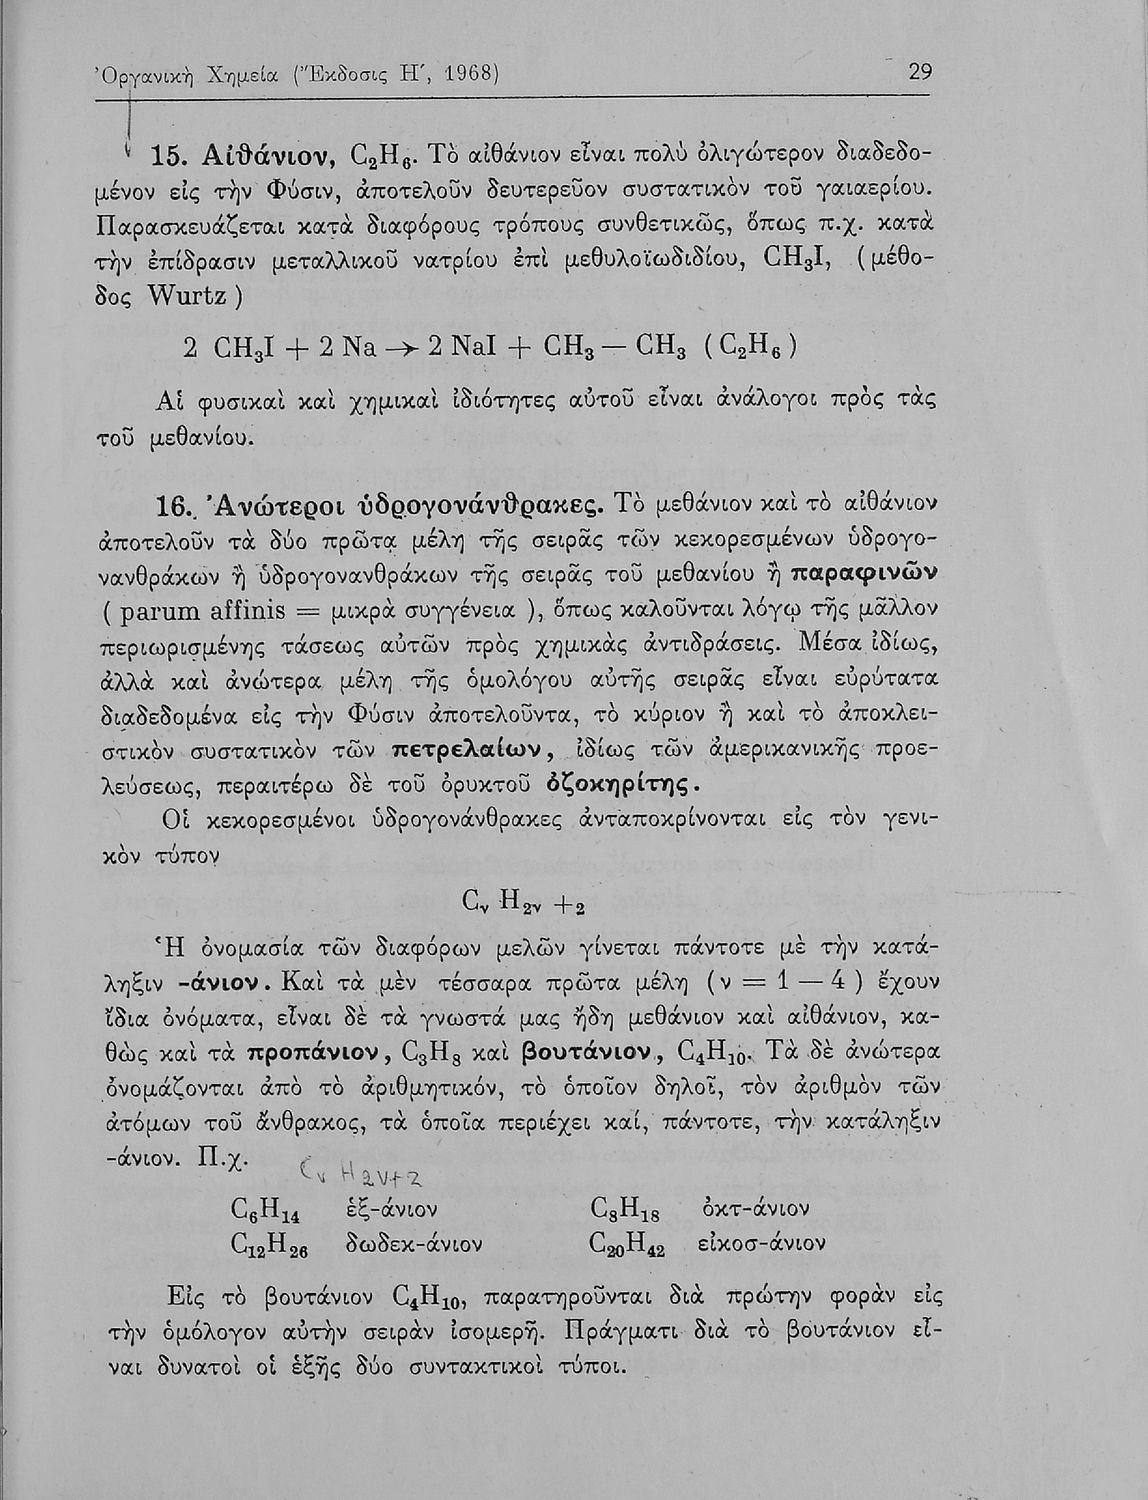 Ὀργανικὴ Χημεία (Ἔκδοσις Η΄, 1968) 29
15. Αἰθάνιον, C₂H₆. Τὸ αἰθάνιον εἶναι πολὺ ὀλιγώτερον διαδεδο-
μένον εἰς τὴν Φύσιν, ἀποτελοῦν δευτερεῦον συστατικὸν τοῦ γαιαερίου.
Παρασκευάζεται κατὰ διαφόρους τρόπους συνθετικῶς, ὅπως π.χ. κατὰ
τὴν ἐπίδρασιν μεταλλικοῦ νατρίου ἐπὶ μεθυλοϊωδιδίου, CH₃I, (μέθο-
δος Wurtz)
2 CH₃I + 2 Na → 2 NaI + CH₃ — CH₃ (C₂H₆)
Αἱ φυσικαὶ καὶ χημικαὶ ἰδιότητες αὐτοῦ εἶναι ἀνάλογοι πρὸς τὰς
τοῦ μεθανίου.
16. Ἀνώτεροι ὑδρογονάνθρακες. Τὸ μεθάνιον καὶ τὸ αἰθάνιον
ἀποτελοῦν τὰ δύο πρῶτα μέλη τῆς σειρᾶς τῶν κεκορεσμένων ὑδρογο-
νανθράκων ἢ ὑδρογονανθράκων τῆς σειρᾶς τοῦ μεθανίου ἢ παραφινῶν
(parum affinis = μικρὰ συγγένεια), ὅπως καλοῦνται λόγῳ τῆς μᾶλλον
περιωρισμένης τάσεως αὐτῶν πρὸς χημικὰς ἀντιδράσεις. Μέσα ἰδίως,
ἀλλὰ καὶ ἀνώτερα μέλη τῆς ὁμολόγου αὐτῆς σειρᾶς εἶναι εὐρύτατα
διαδεδομένα εἰς τὴν Φύσιν ἀποτελοῦντα, τὸ κύριον ἢ καὶ τὸ ἀποκλει-
στικὸν συστατικὸν τῶν πετρελαίων, ἰδίως τῶν ἀμερικανικῆς προε-
λεύσεως, περαιτέρω δὲ τοῦ ὀρυκτοῦ ὀζοκηρίτης.
Οἱ κεκορεσμένοι ὑδρογονάνθρακες ἀνταποκρίνονται εἰς τὸν γενι-
κὸν τύπον
Cᵥ H₂ᵥ +₂
Ἡ ὀνομασία τῶν διαφόρων μελῶν γίνεται πάντοτε μὲ τὴν κατά-
ληξιν -άνιον. Καὶ τὰ μὲν τέσσαρα πρῶτα μέλη (ν = 1 — 4) ἔχουν
ἴδια ὀνόματα, εἶναι δὲ τὰ γνωστά μας ἤδη μεθάνιον καὶ αἰθάνιον, κα-
θὼς καὶ τὰ προπάνιον, C₃H₈ καὶ βουτάνιον, C₄H₁₀. Τὰ δὲ ἀνώτερα
ὀνομάζονται ἀπὸ τὸ ἀριθμητικόν, τὸ ὁποῖον δηλοῖ, τὸν ἀριθμὸν τῶν
ἀτόμων τοῦ ἄνθρακος, τὰ ὁποῖα περιέχει καί, πάντοτε, τὴν κατάληξιν
-άνιον. Π.χ.
Cᵥ H₂ᵥ₊₂
C₆H₁₄ ἑξ-άνιον C₈H₁₈ ὀκτ-άνιον
C₁₂H₂₆ δωδεκ-άνιον C₂₀H₄₂ εἰκοσ-άνιον
Εἰς τὸ βουτάνιον C₄H₁₀, παρατηροῦνται διὰ πρώτην φορὰν εἰς
τὴν ὁμόλογον αὐτὴν σειρὰν ἰσομερῆ. Πράγματι διὰ τὸ βουτάνιον εἶ-
ναι δυνατοὶ οἱ ἑξῆς δύο συντακτικοὶ τύποι.